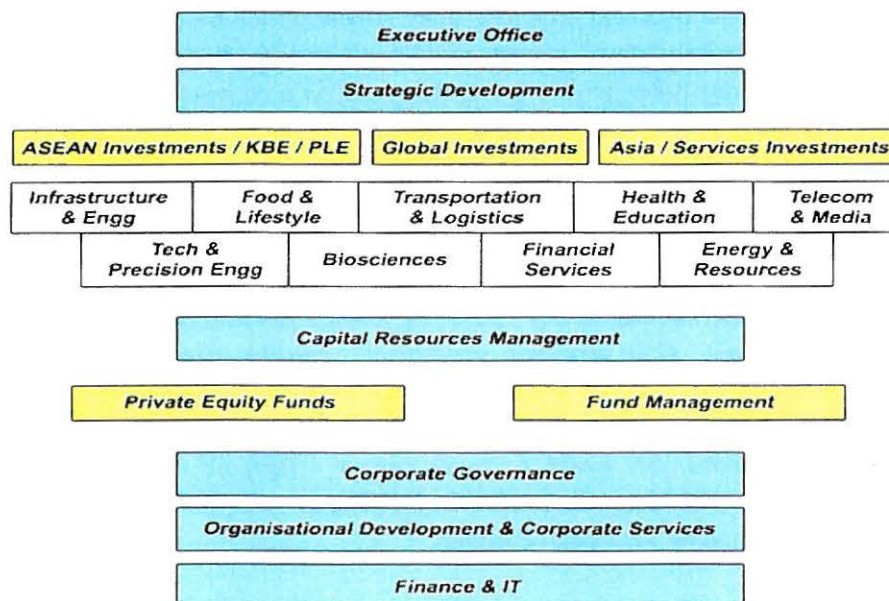 Executive Office
Strategic Development
ASEAN Investments / KBE / PLE
Global Investments
Asia / Services Investments
Infrastructure
& Engg
Food &
Lifestyle
Transportation
& Logistics
Health &
Education
Telecom
& Media
Tech &
Precision Engg
Biosciences
Financial
Services
Energy &
Resources
Capital Resources Management
Private Equity Funds
Fund Management
Corporate Governance
Organisational Development & Corporate Services
Finance & IT